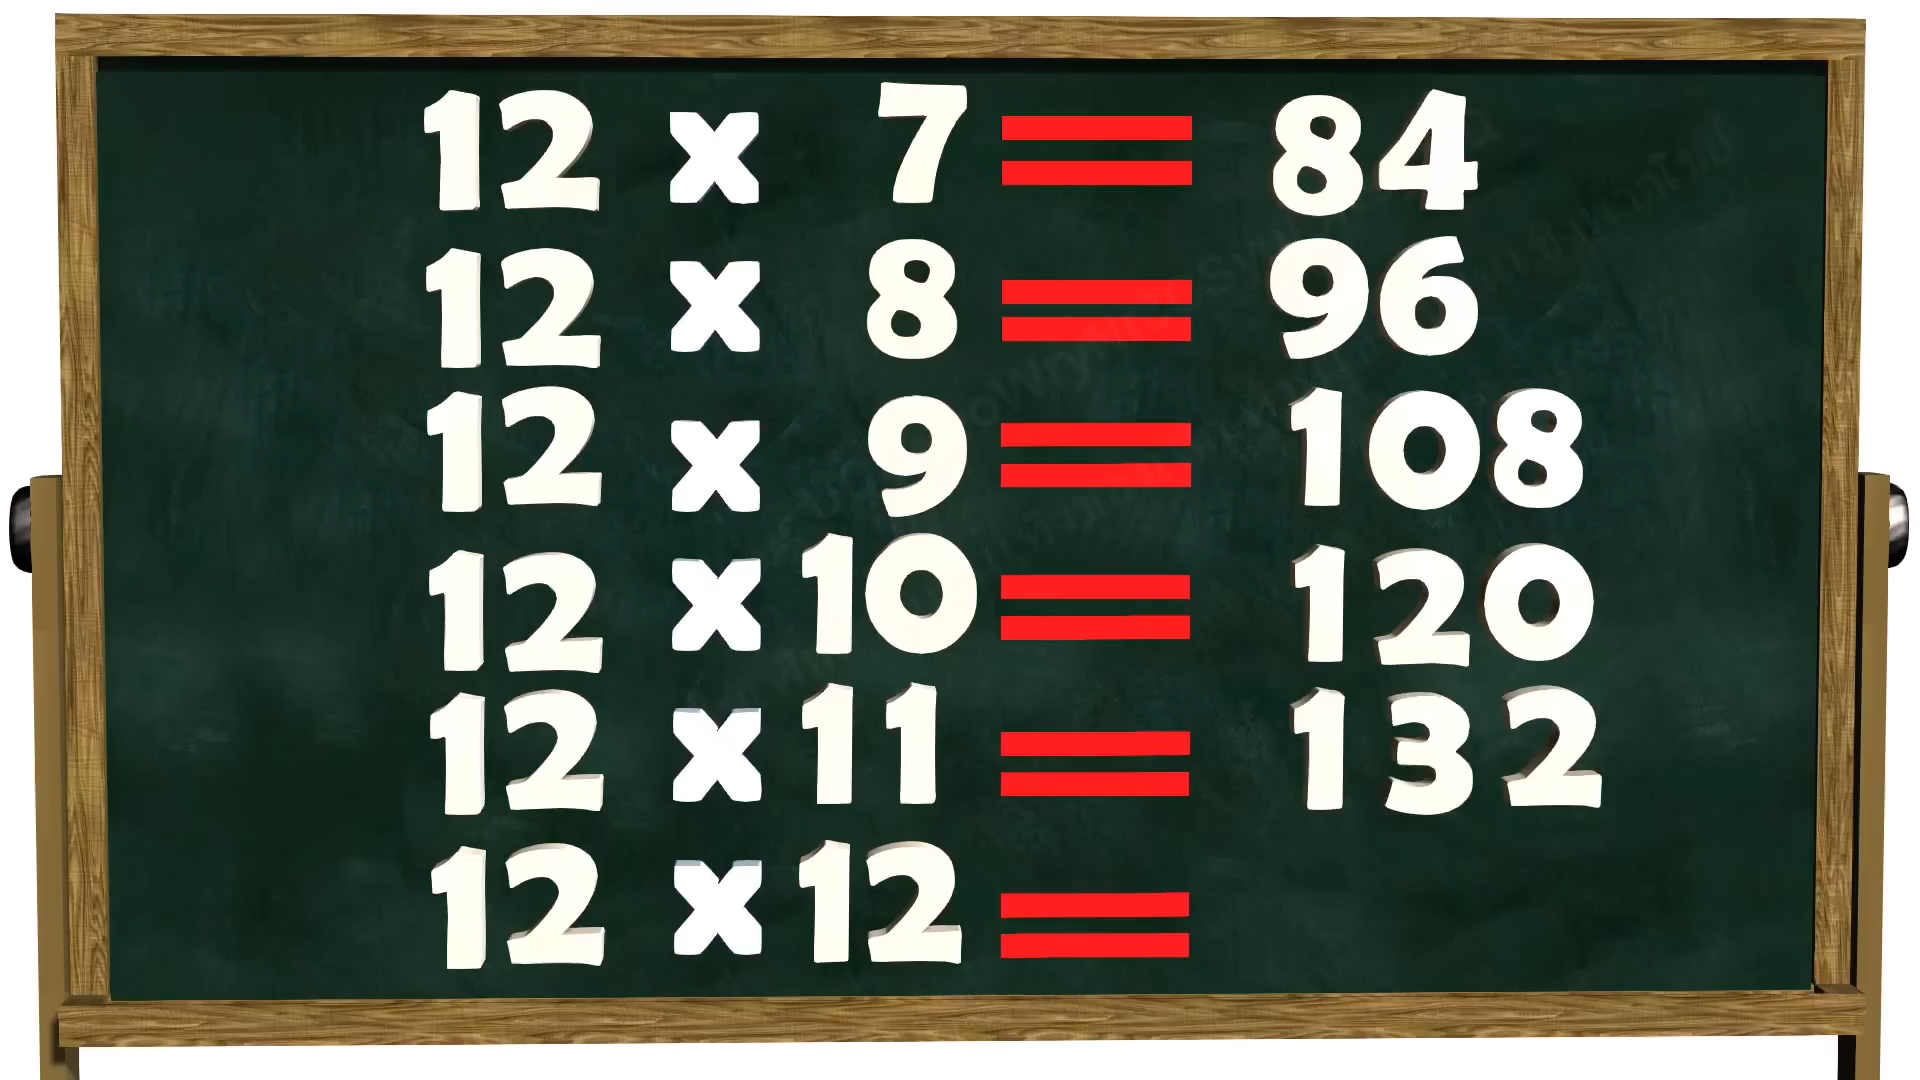 12 x 7 = 84
12 x 8 = 96
12 x 9 = 108
12 x 10 = 120
12 x 11 = 132
12 x 12 =